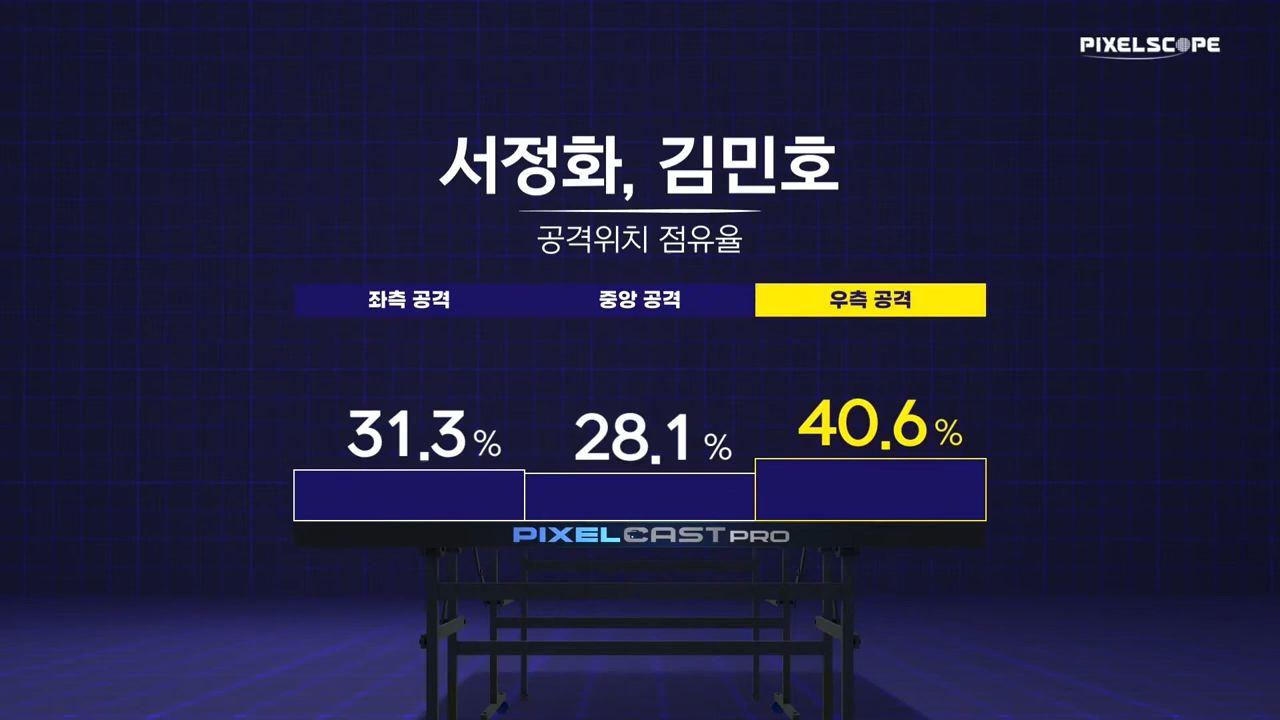 PIXELSCOPE
서정화, 김민호
공격위치 점유율
좌측 공격 중앙 공격 우측 공격
31.3% 28.1% 40.6%
PIXELCAST PRO